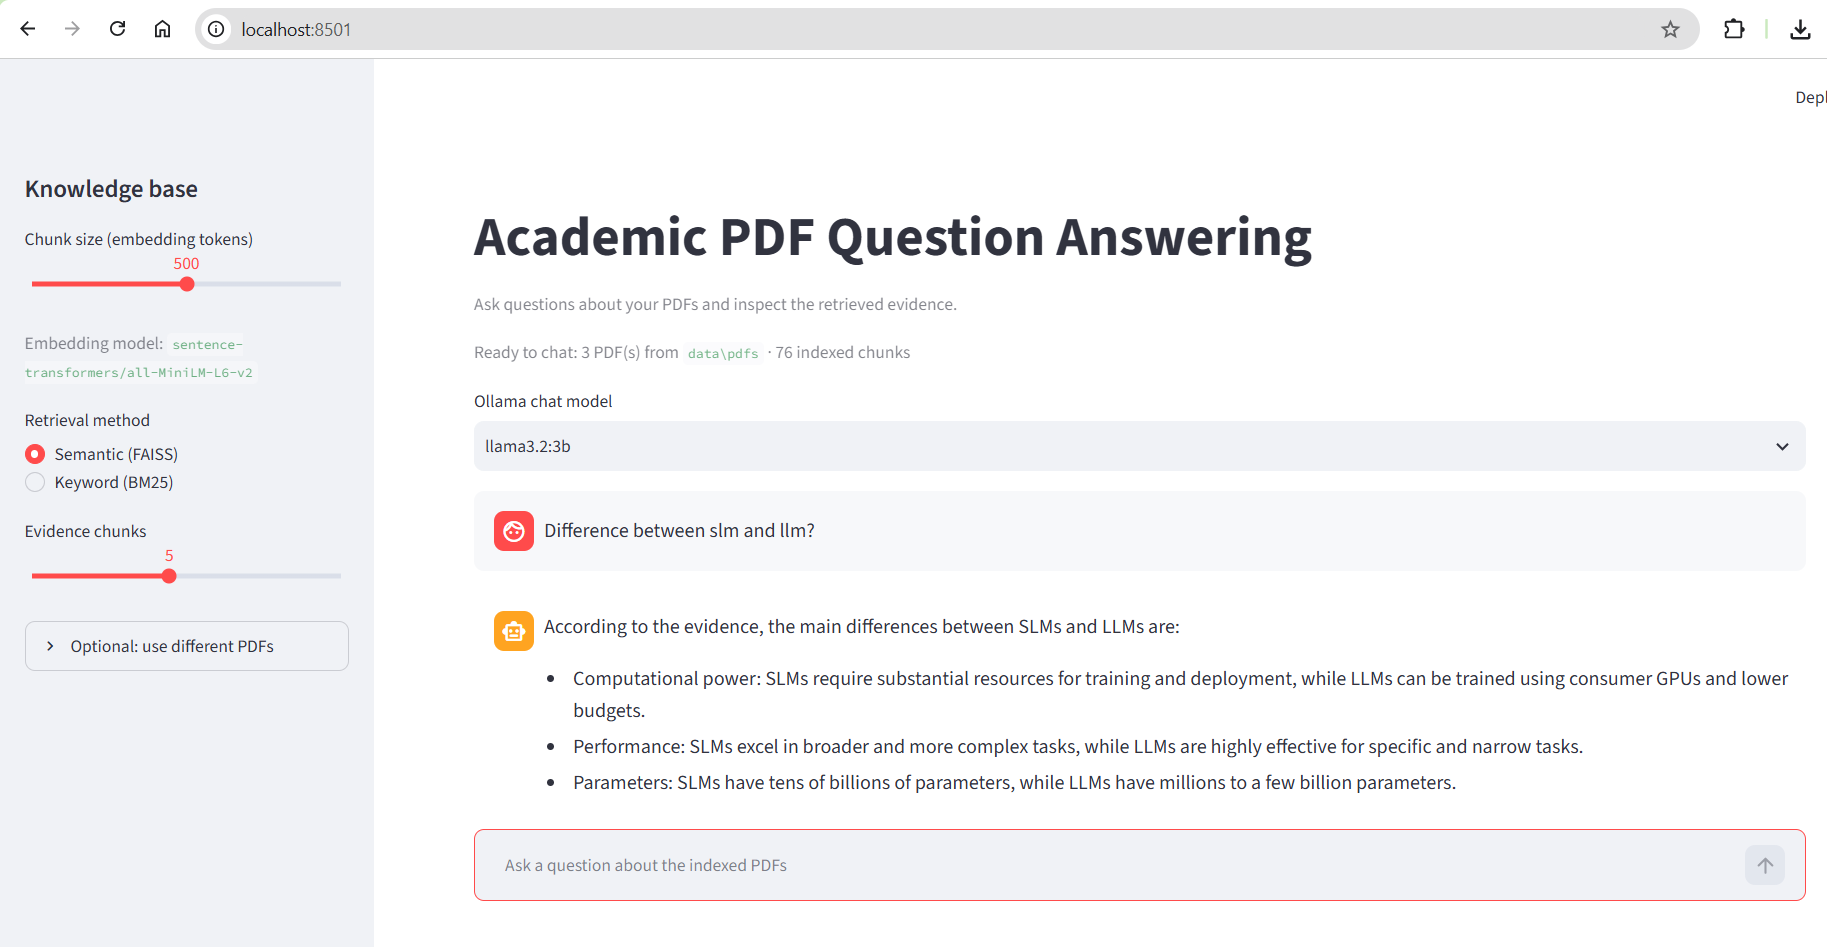 localhost:8501
Depl
Knowledge base
Chunk size (embedding tokens)
500
Embedding model: sentence-
transformers/all-MiniLM-L6-v2
Retrieval method
Semantic (FAISS)
Keyword (BM25)
Evidence chunks
5
Optional: use different PDFs
Academic PDF Question Answering
Ask questions about your PDFs and inspect the retrieved evidence.
Ready to chat: 3 PDF(s) from data\pdfs · 76 indexed chunks
Ollama chat model
llama3.2:3b
Difference between slm and llm?
According to the evidence, the main differences between SLMs and LLMs are:
• Computational power: SLMs require substantial resources for training and deployment, while LLMs can be trained using consumer GPUs and lower
budgets.
• Performance: SLMs excel in broader and more complex tasks, while LLMs are highly effective for specific and narrow tasks.
• Parameters: SLMs have tens of billions of parameters, while LLMs have millions to a few billion parameters.
Ask a question about the indexed PDFs